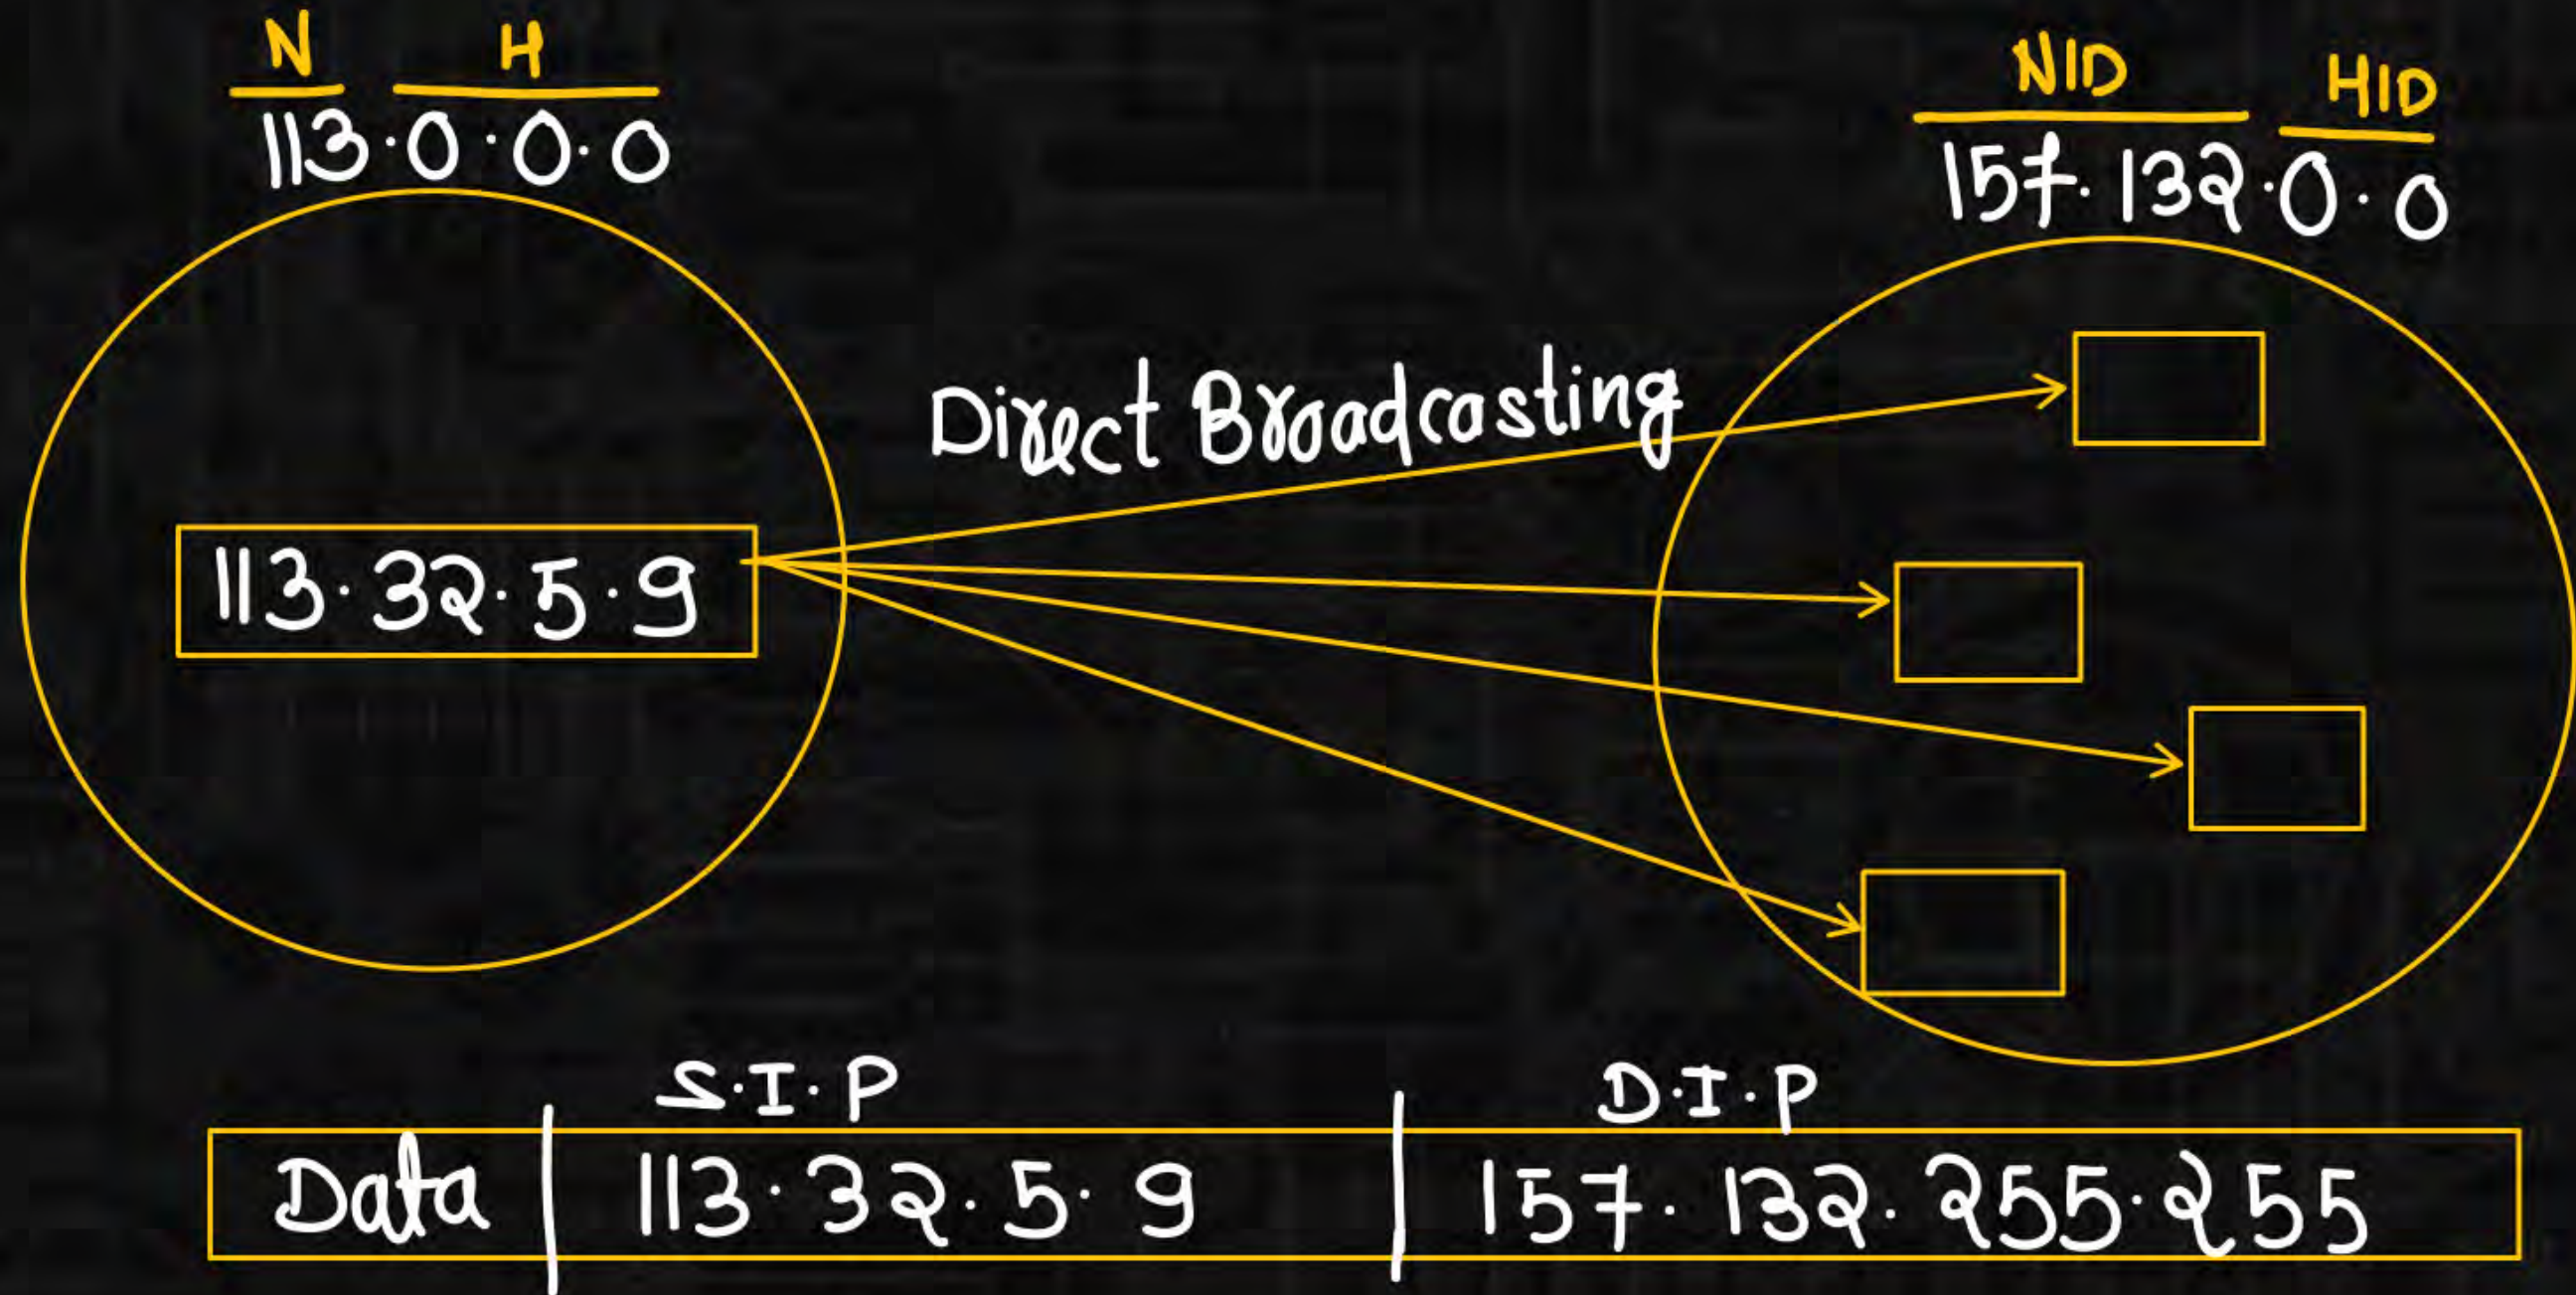 N H
113.0.0.0
NID HID
157.132.0.0
Direct Broadcasting
113.32.5.9
S.I.P D.I.P
Data 113.32.5.9 157.132.255.255